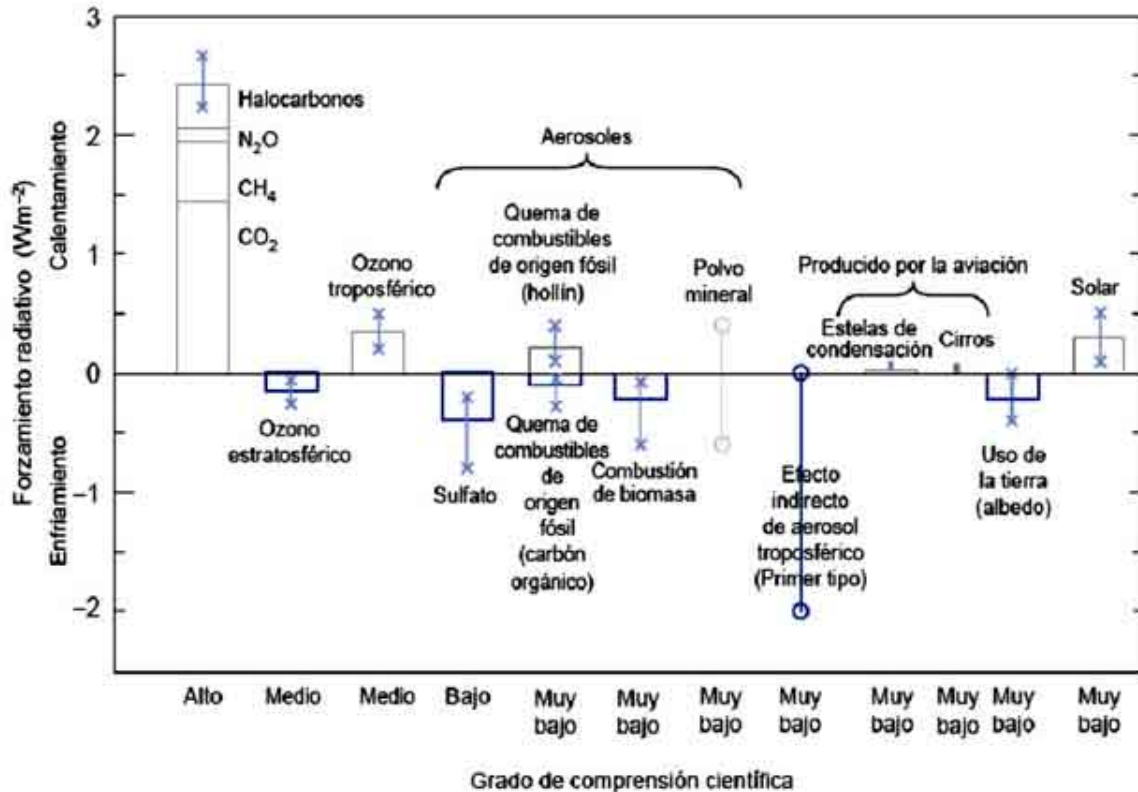 3
2
1
0
−1
−2
Forzamiento radiativo (Wm⁻²)
Calentamiento
Enfriamiento
Halocarbonos
N₂O
CH₄
CO₂
Ozono
estratosférico
Ozono
troposférico
Aerosoles
Sulfato
Quema de
combustibles
de origen fósil
(hollín)
Quema de
combustibles
de
origen
fósil
(carbón
orgánico)
Combustión
de biomasa
Polvo
mineral
Efecto
indirecto
de aerosol
troposférico
(Primer tipo)
Producido por la aviación
Estelas de
condensación
Cirros
Uso de
la tierra
(albedo)
Solar
Alto
Medio
Medio
Bajo
Muy
bajo
Muy
bajo
Muy
bajo
Muy
bajo
Muy
bajo
Muy
bajo
Muy
bajo
Muy
bajo
Grado de comprensión científica